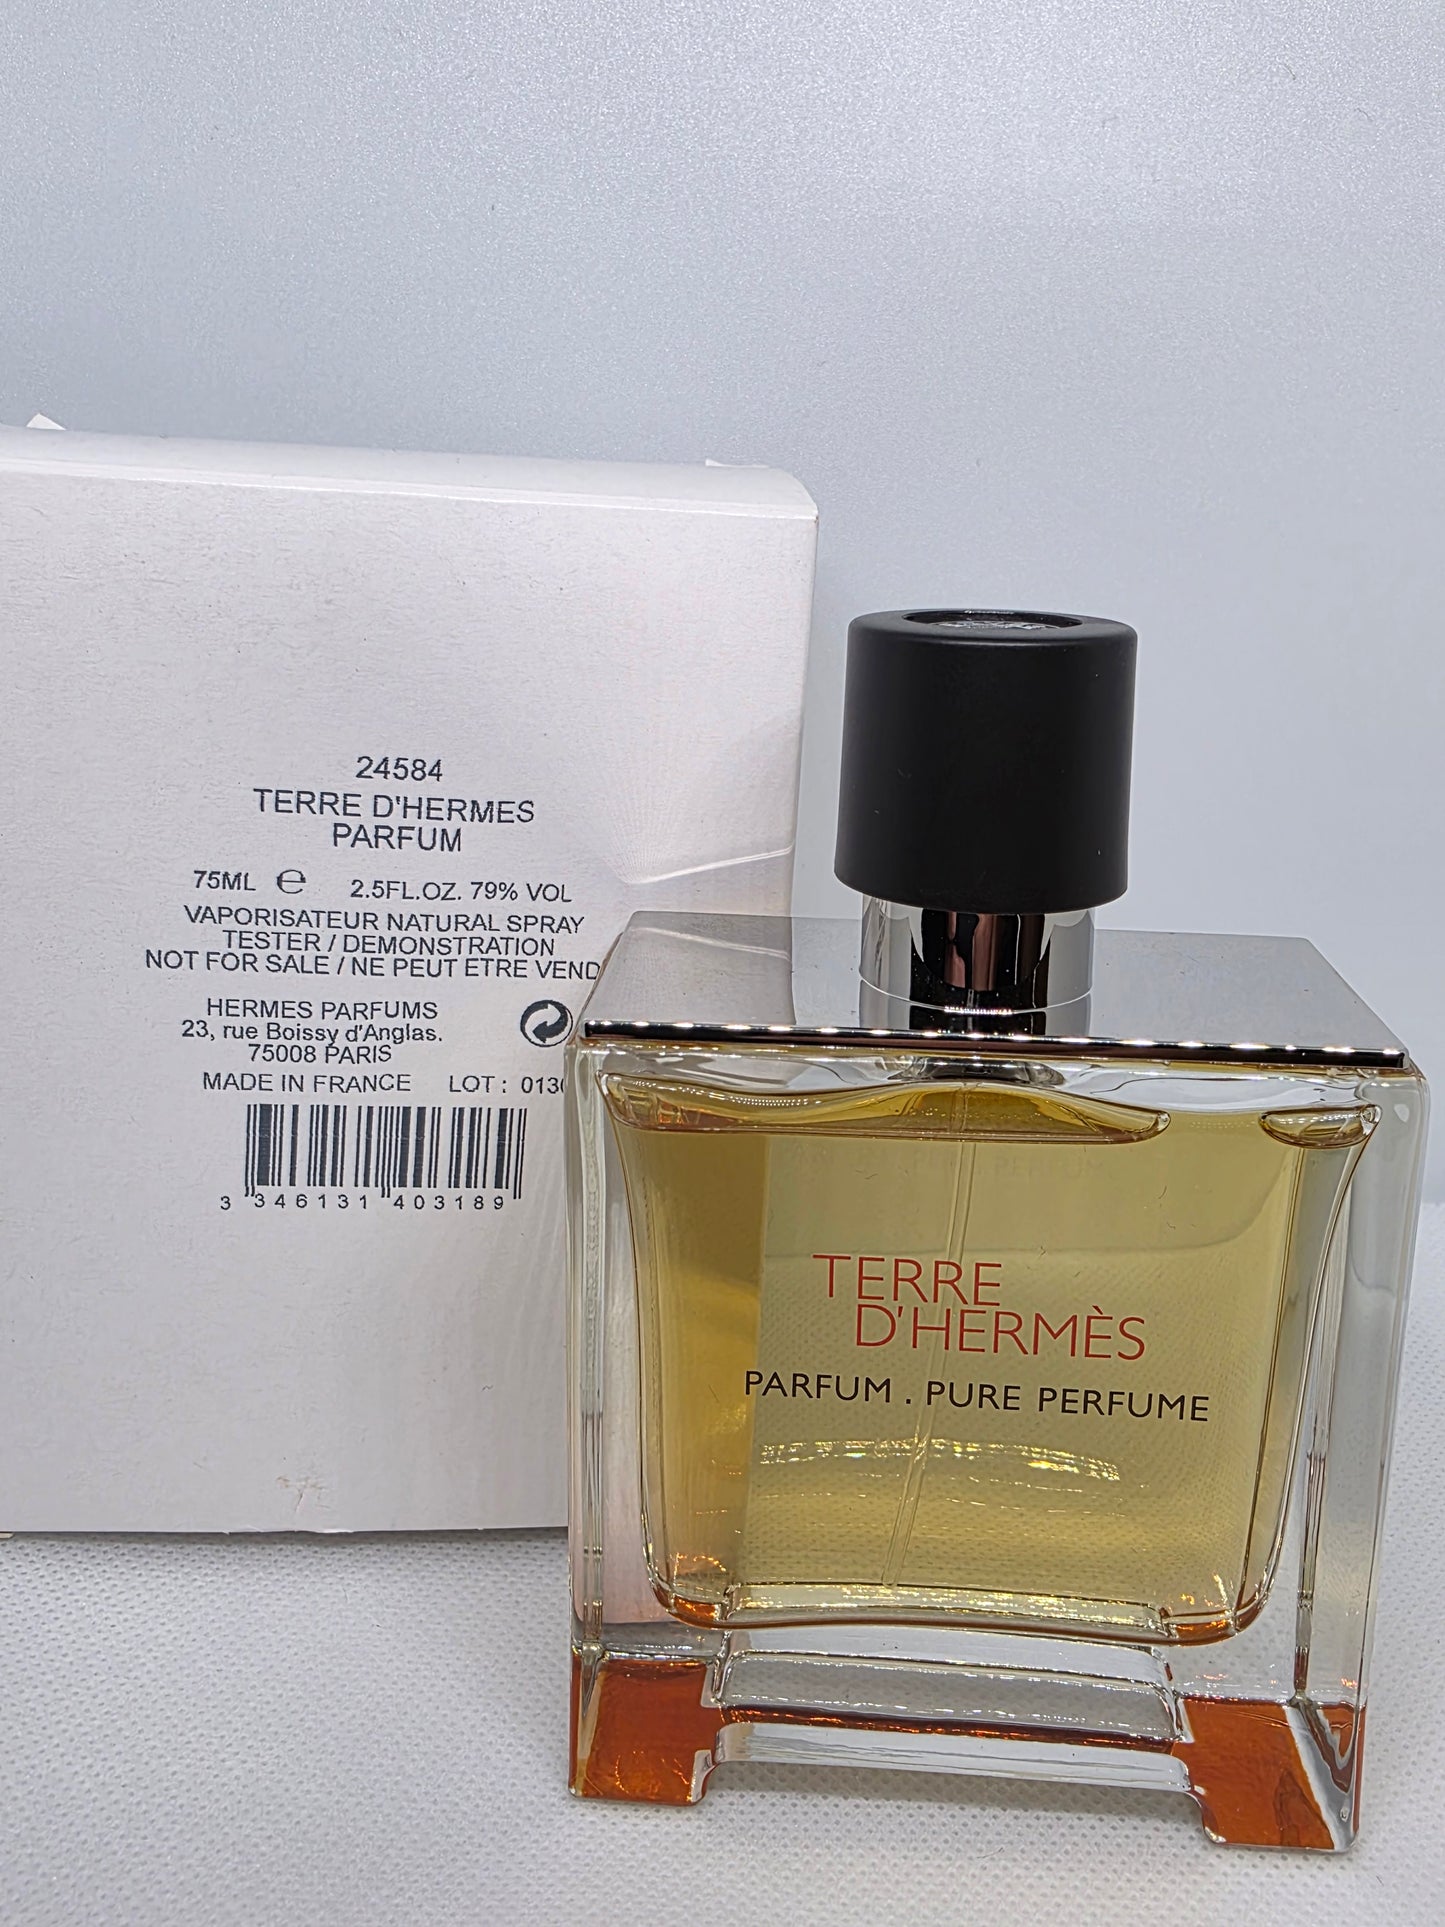 24584
TERRE D'HERMES
PARFUM
75ML e 2.5FL.OZ. 79% VOL
VAPORISATEUR NATURAL SPRAY
TESTER / DEMONSTRATION
NOT FOR SALE / NE PEUT ETRE VEND
HERMES PARFUMS
23, rue Boissy d'Anglas.
75008 PARIS
MADE IN FRANCE LOT : 013
3 346131 403189
TERRE
D'HERMÈS
PARFUM . PURE PERFUME